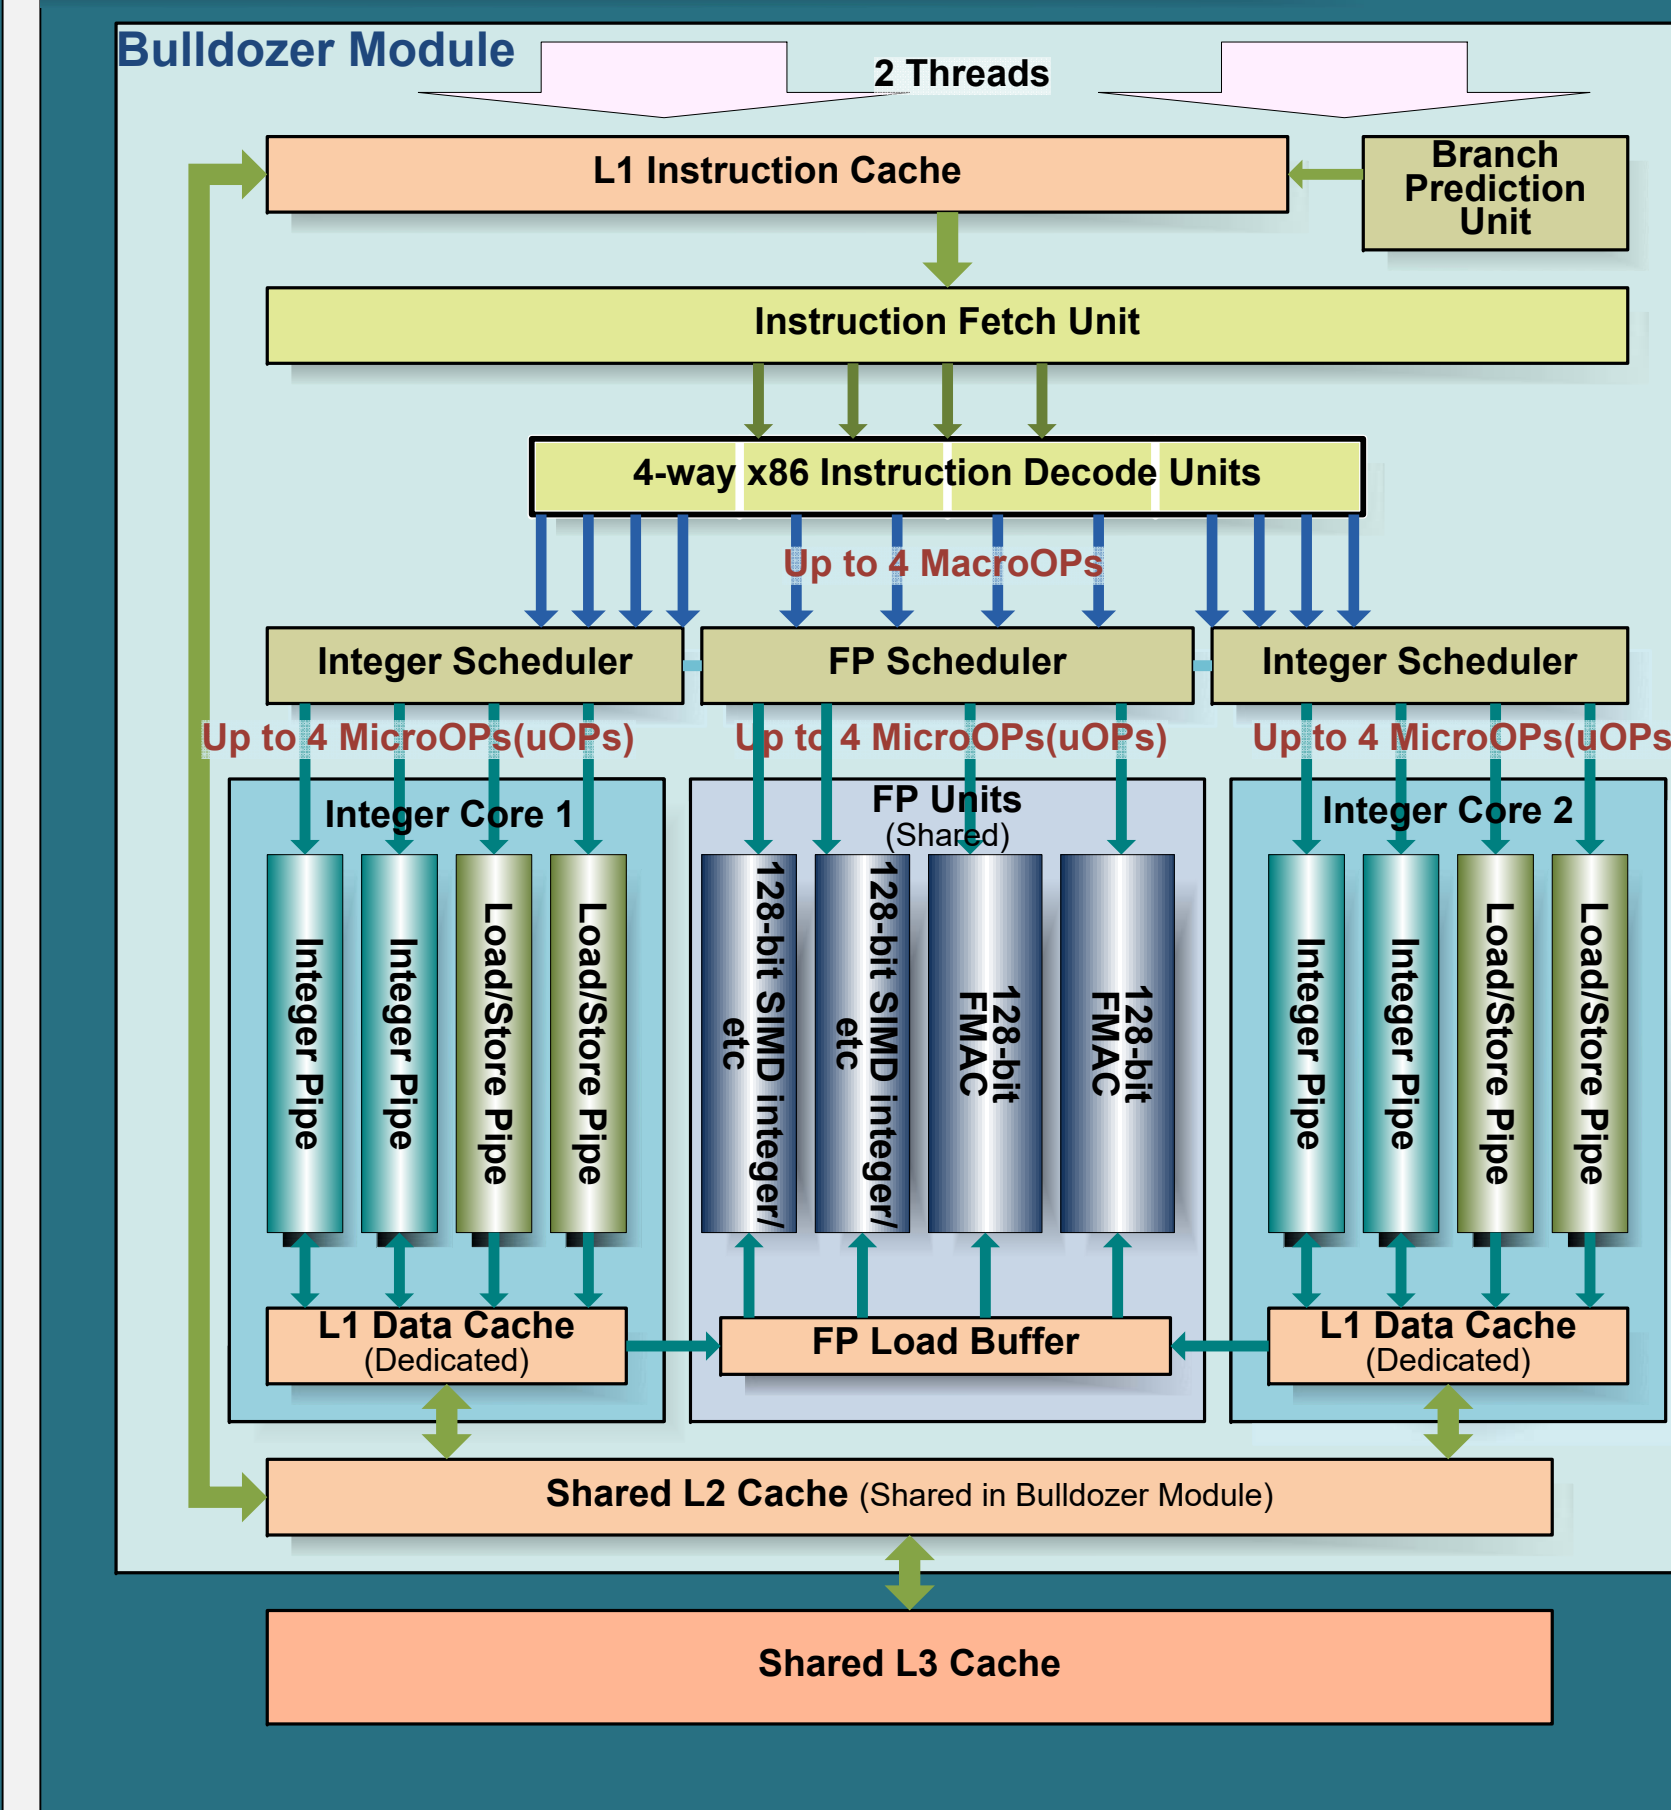 Bulldozer Module
2 Threads
L1 Instruction Cache
Branch
Prediction
Unit
Instruction Fetch Unit
4-way x86 Instruction Decode Units
Up to 4 MacroOPs
Integer Scheduler
FP Scheduler
Integer Scheduler
Up to 4 MicroOPs(uOPs)
Up to 4 MicroOPs(uOPs)
Up to 4 MicroOPs(uOPs
Integer Core 1
FP Units
(Shared)
Integer Core 2
Integer Pipe
Integer Pipe
Load/Store Pipe
Load/Store Pipe
128-bit SIMD integer/
etc
128-bit SIMD integer/
etc
128-bit
FMAC
128-bit
FMAC
Integer Pipe
Integer Pipe
Load/Store Pipe
Load/Store Pipe
L1 Data Cache
(Dedicated)
FP Load Buffer
L1 Data Cache
(Dedicated)
Shared L2 Cache (Shared in Bulldozer Module)
Shared L3 Cache